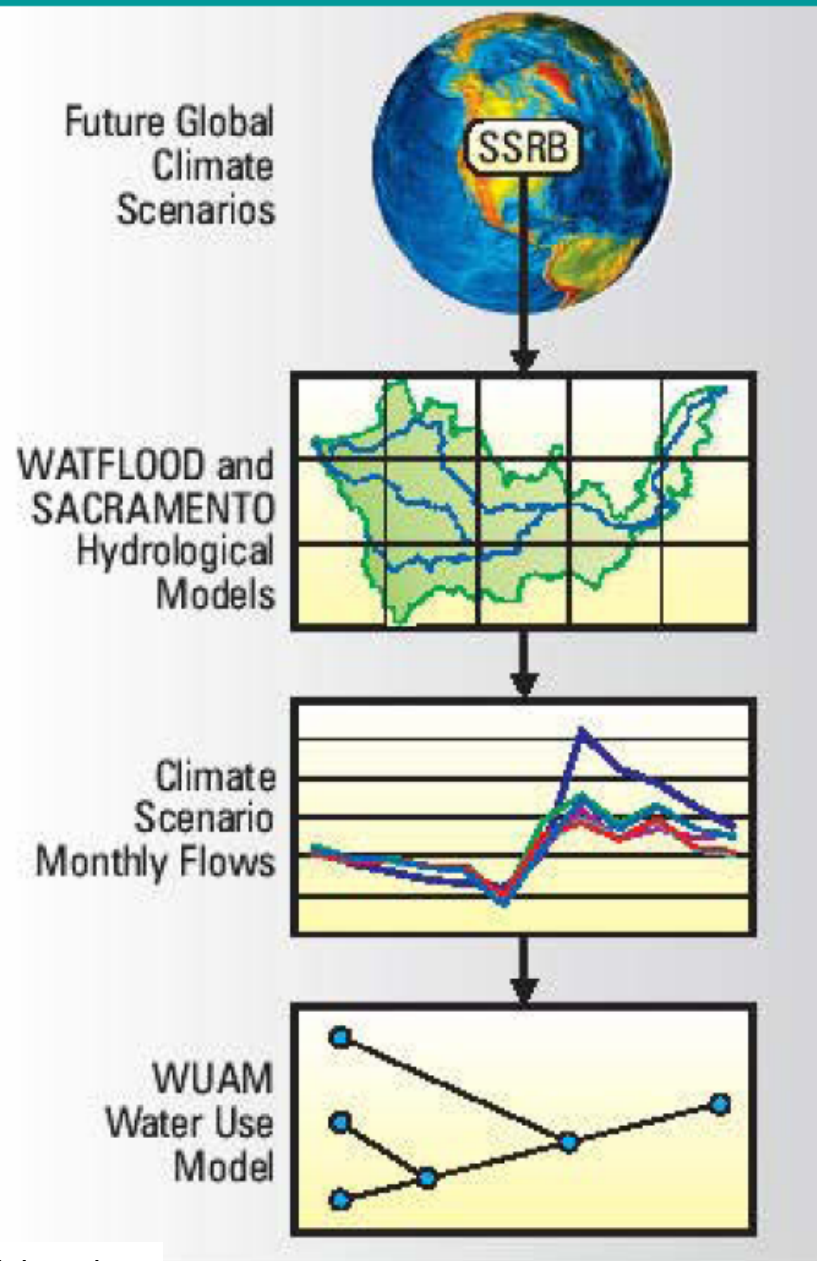 Future Global
Climate
Scenarios
SSRB
WATFLOOD and
SACRAMENTO
Hydrological
Models
Climate
Scenario
Monthly Flows
WUAM
Water Use
Model